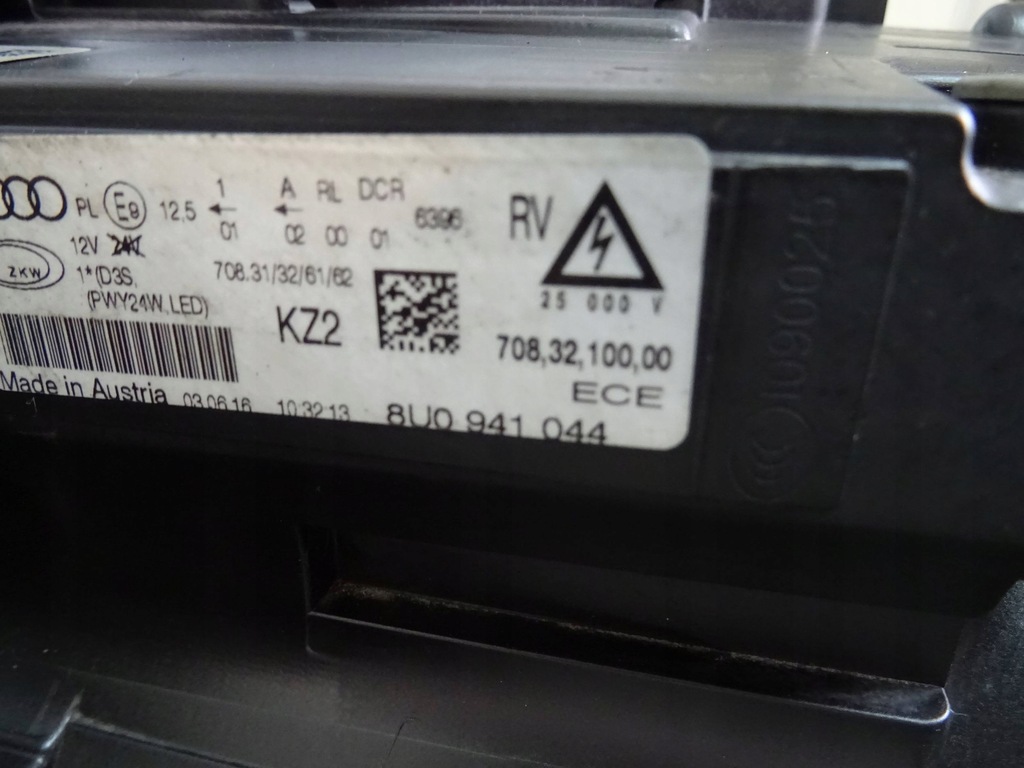 PL E8 12,5 1 A RL DCR
01 02 00 01 6396
12V 24V
ZKW
1*(D3S,
(PWY24W, LED)
708.31/32/61/62
KZ2
RV
25 000 V
708,32,100,00
ECE
Made in Austria 03.06.16 10:32:13 8U0 941 044